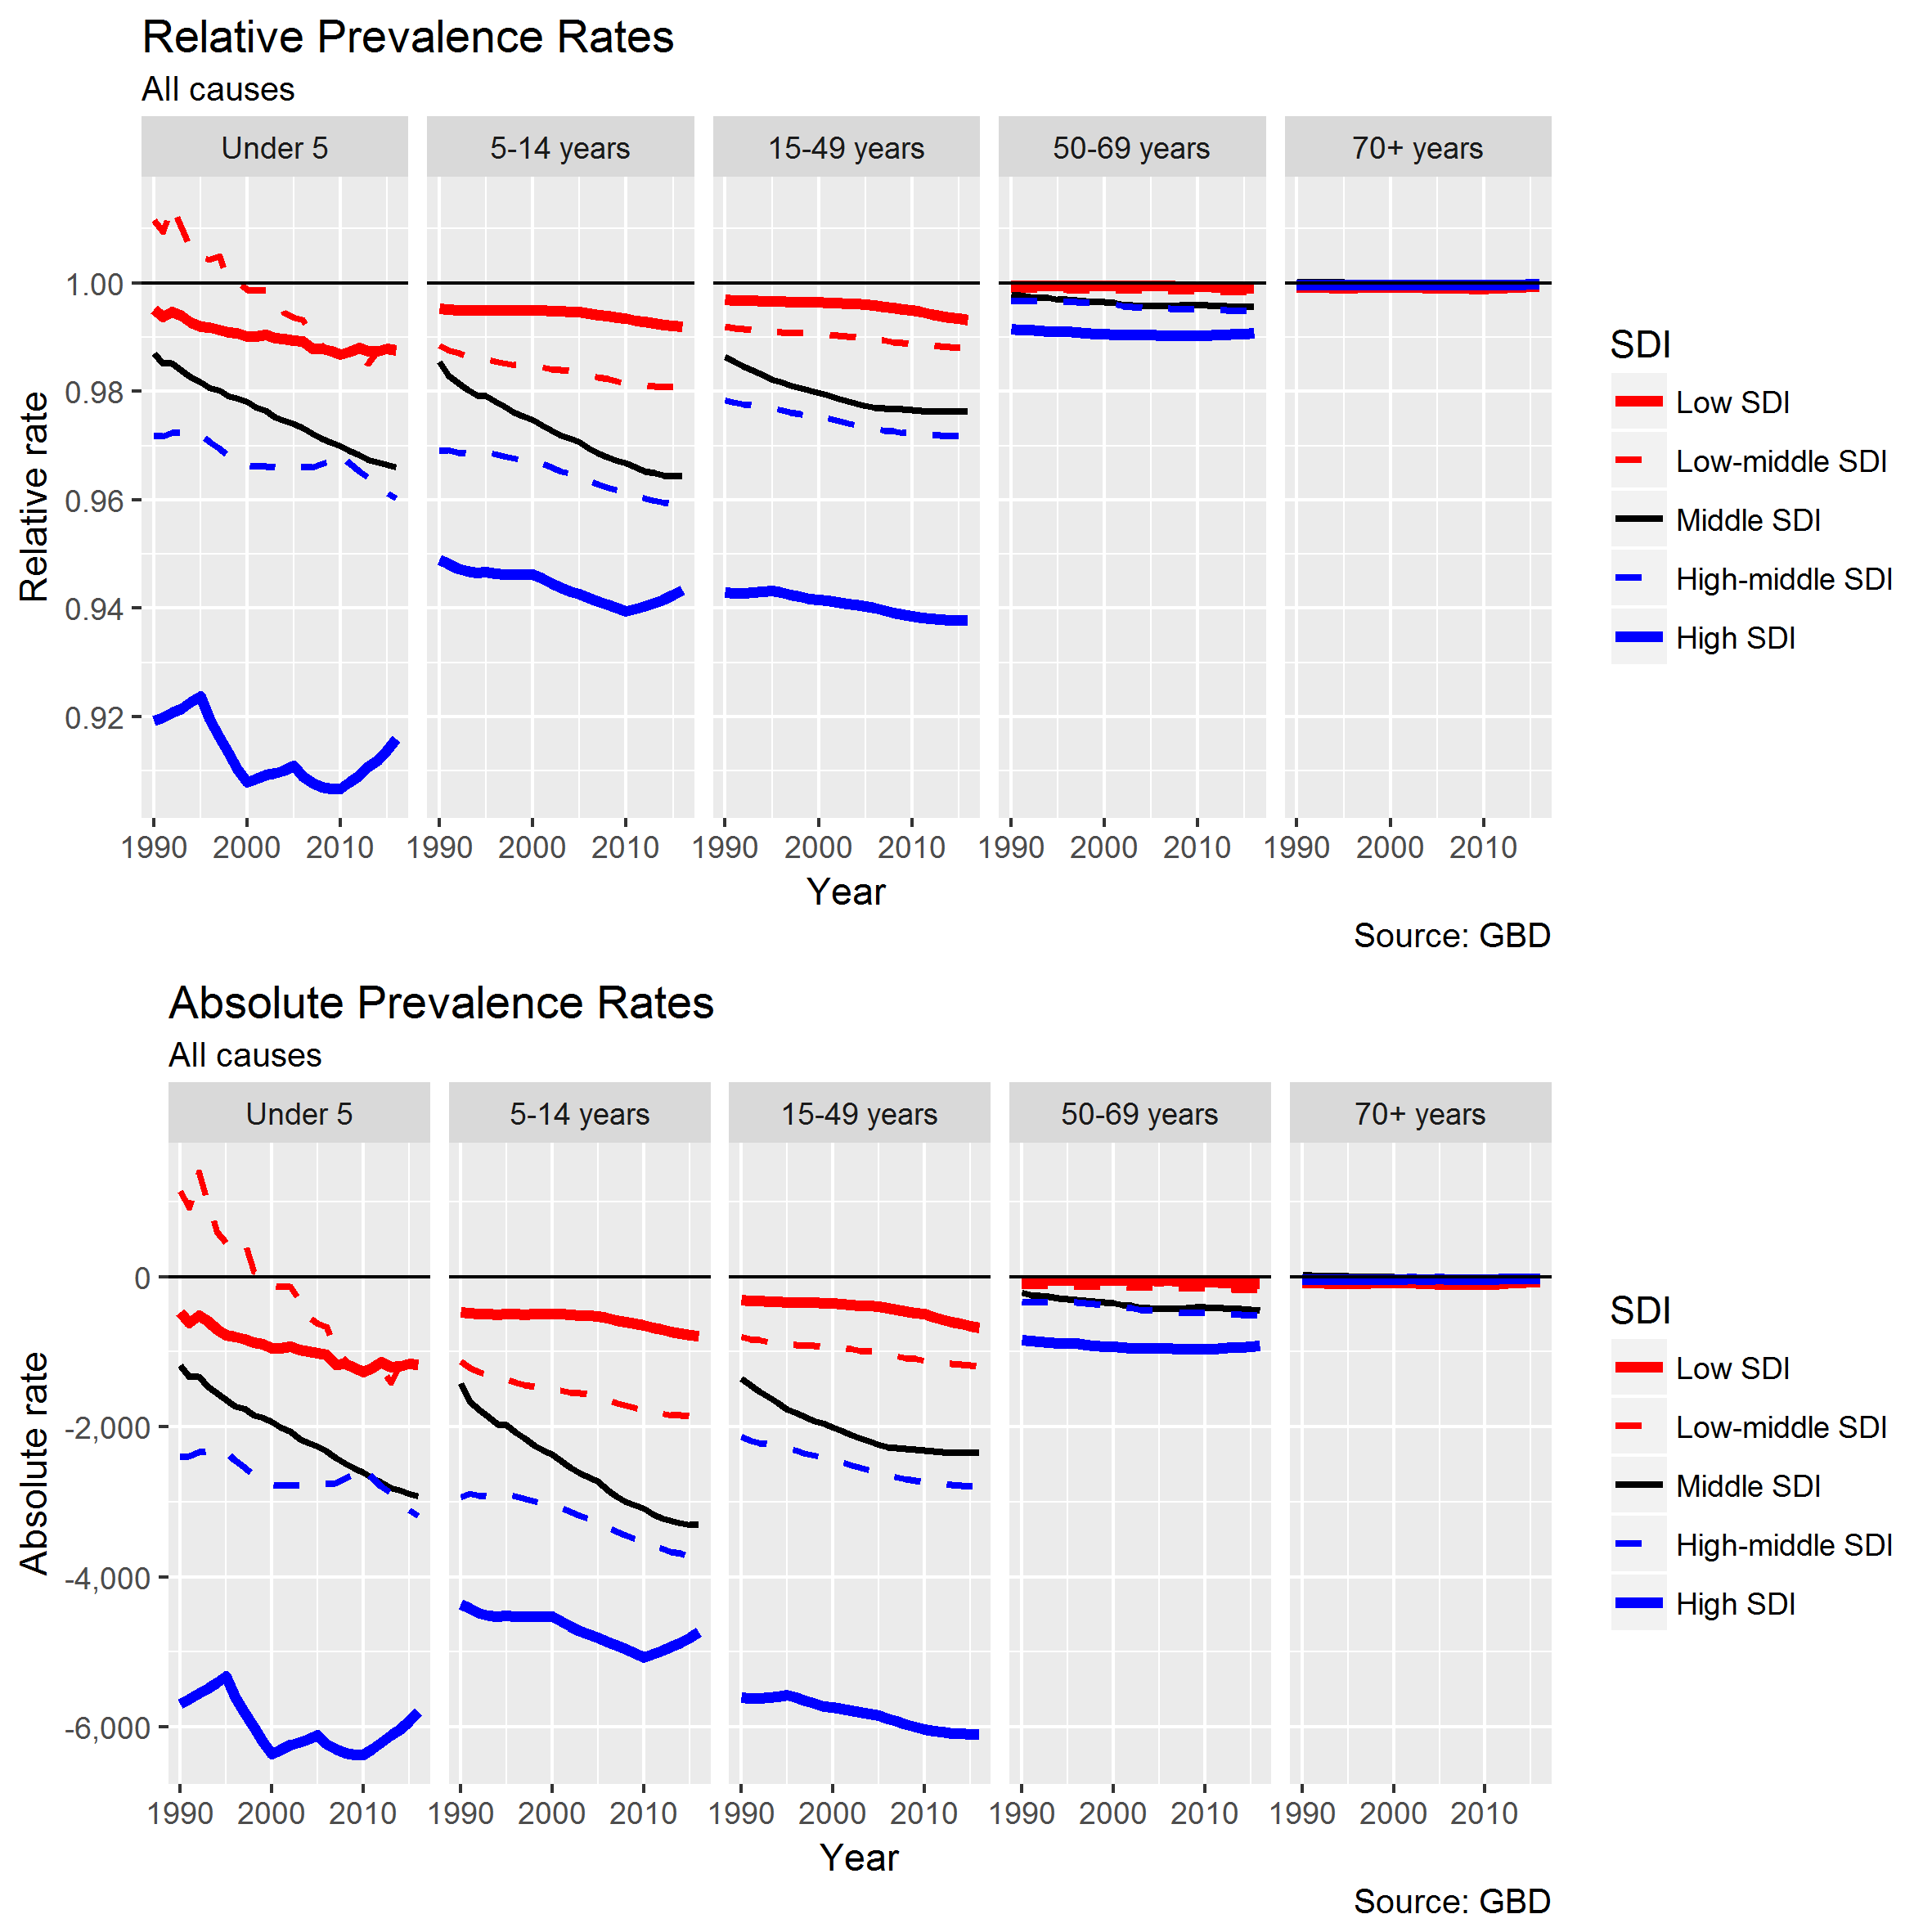 Relative Prevalence Rates
All causes
Under 5 5-14 years 15-49 years 50-69 years 70+ years
1.00
0.98
0.96
0.94
0.92
Relative rate
1990 2000 2010 1990 2000 2010 1990 2000 2010 1990 2000 2010 1990 2000 2010
Year
Source: GBD
SDI
Low SDI
Low-middle SDI
Middle SDI
High-middle SDI
High SDI
Absolute Prevalence Rates
All causes
Under 5 5-14 years 15-49 years 50-69 years 70+ years
0
-2,000
-4,000
-6,000
Absolute rate
1990 2000 2010 1990 2000 2010 1990 2000 2010 1990 2000 2010 1990 2000 2010
Year
Source: GBD
SDI
Low SDI
Low-middle SDI
Middle SDI
High-middle SDI
High SDI